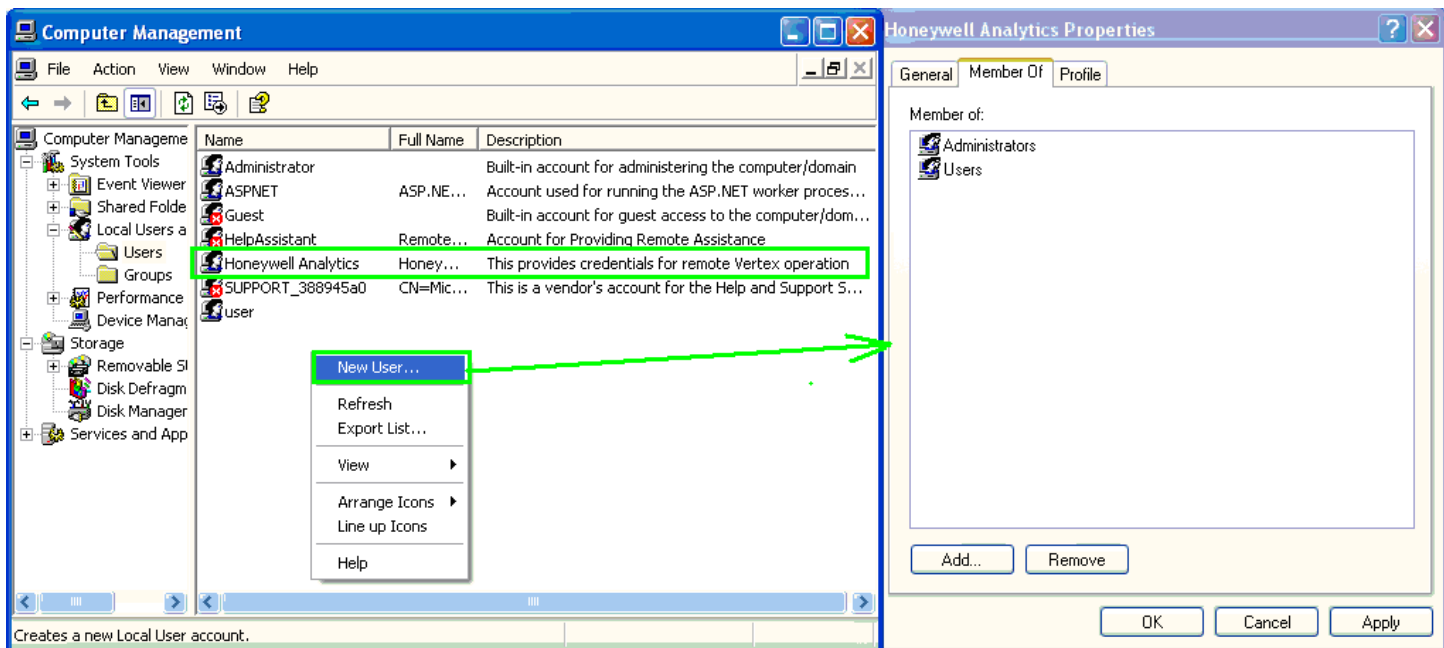 Computer Management
File Action View Window Help
Computer Manageme
System Tools
Event Viewer
Shared Folde
Local Users a
Users
Groups
Performance
Device Manag
Storage
Removable St
Disk Defragm
Disk Manager
Services and App
Name Full Name Description
Administrator Built-in account for administering the computer/domain
ASPNET ASP.NE... Account used for running the ASP.NET worker proces...
Guest Built-in account for guest access to the computer/dom...
HelpAssistant Remote... Account for Providing Remote Assistance
Honeywell Analytics Honey... This provides credentials for remote Vertex operation
SUPPORT_388945a0 CN=Mic... This is a vendor's account for the Help and Support S...
user
New User...
Refresh
Export List...
View
Arrange Icons
Line up Icons
Help
Creates a new Local User account.
Honeywell Analytics Properties
General Member Of Profile
Member of:
Administrators
Users
Add... Remove
OK Cancel Apply